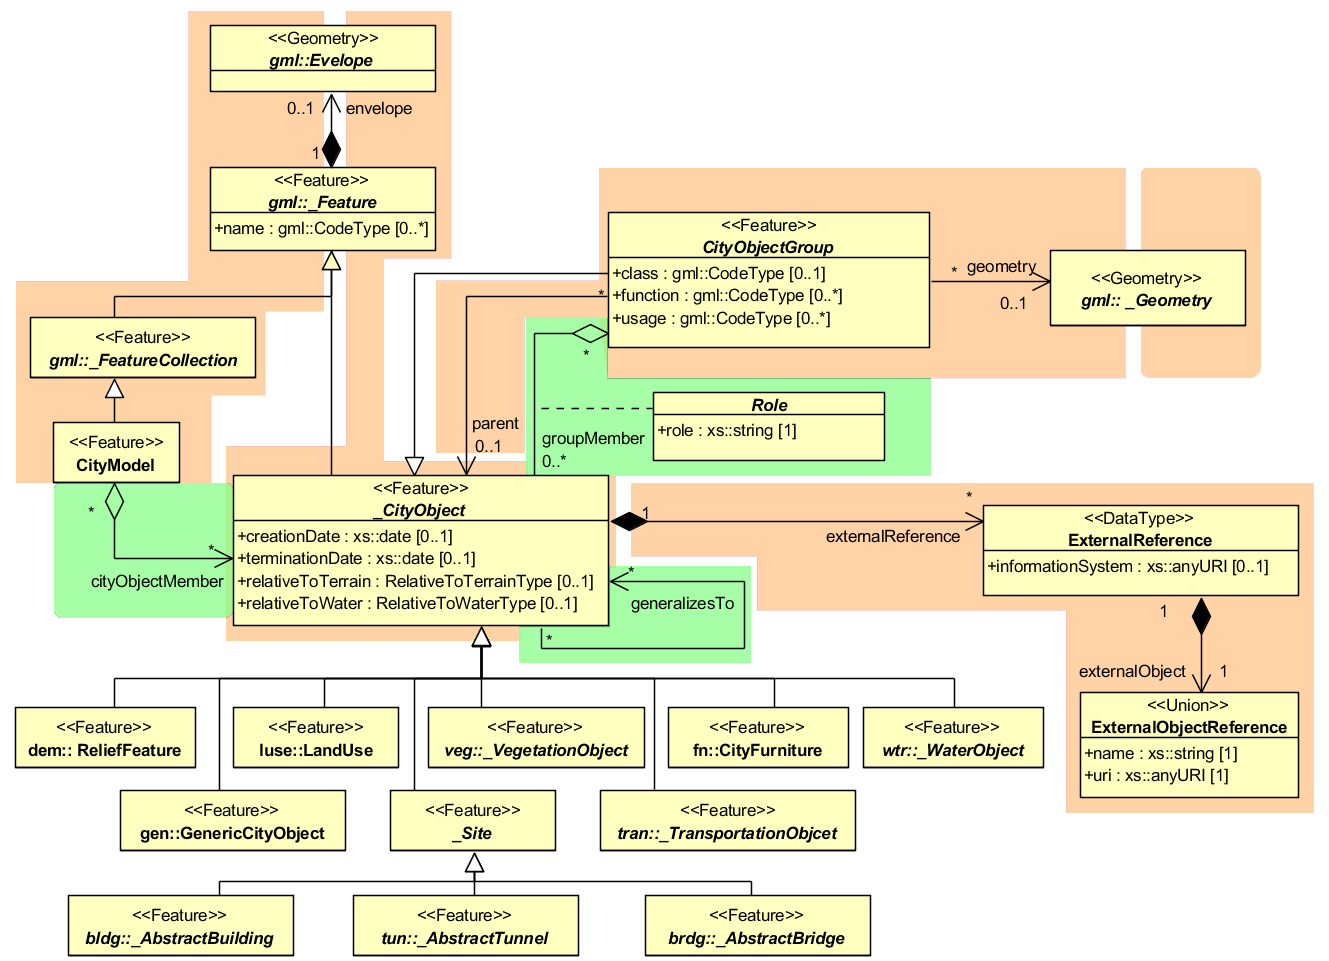 <<Geometry>>
gml::Evelope
0..1
envelope
1
<<Feature>>
gml::_Feature
+name : gml::CodeType [0..*]
<<Feature>>
CityObjectGroup
+class : gml::CodeType [0..1]
+function : gml::CodeType [0..*]
+usage : gml::CodeType [0..*]
*
*
geometry
0..1
<<Geometry>>
gml:: _Geometry
<<Feature>>
gml::_FeatureCollection
*
Role
+role : xs::string [1]
parent
0..1
groupMember
0..*
<<Feature>>
CityModel
*
*
cityObjectMember
<<Feature>>
_CityObject
+creationDate : xs::date [0..1]
+terminationDate : xs::date [0..1]
+relativeToTerrain : RelativeToTerrainType [0..1]
+relativeToWater : RelativeToWaterType [0..1]
1
*
externalReference
<<DataType>>
ExternalReference
+informationSystem : xs::anyURI [0..1]
*
generalizesTo
*
1
externalObject
1
<<Union>>
ExternalObjectReference
+name : xs::string [1]
+uri : xs::anyURI [1]
<<Feature>>
dem:: ReliefFeature
<<Feature>>
luse::LandUse
<<Feature>>
veg::_VegetationObject
<<Feature>>
fn::CityFurniture
<<Feature>>
wtr::_WaterObject
<<Feature>>
gen::GenericCityObject
<<Feature>>
_Site
<<Feature>>
tran::_TransportationObjcet
<<Feature>>
bldg::_AbstractBuilding
<<Feature>>
tun::_AbstractTunnel
<<Feature>>
brdg::_AbstractBridge